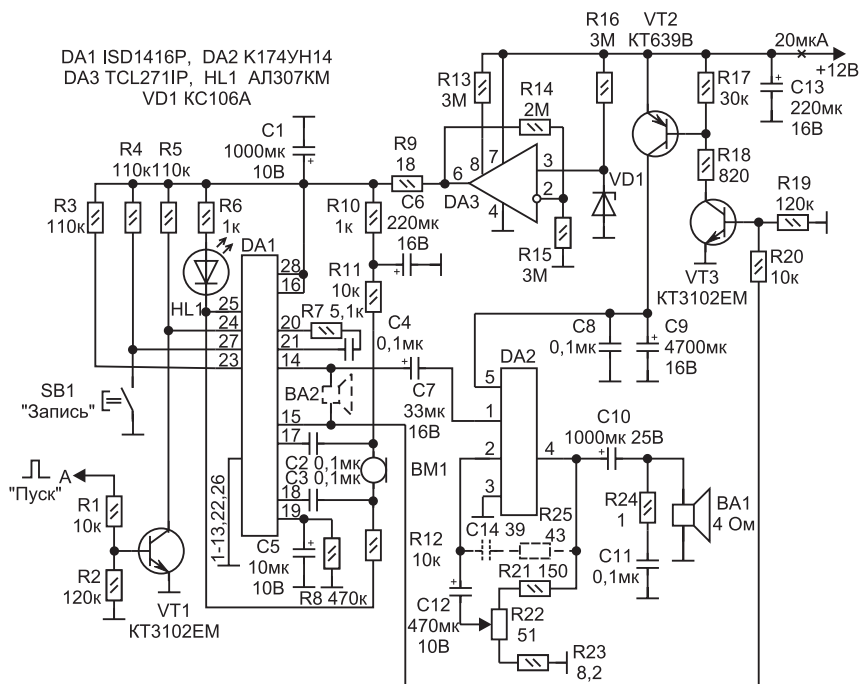 DA1 ISD1416P, DA2 К174УН14
DA3 TCL271IP, HL1 АЛ307КМ
VD1 КС106А
R16
3М
VT2
КТ639В
20мкА
+12В
R13
3М
R14
2М
R17
30к
C13
220мк
16В
C1
1000мк
10В
R9
18
8
7
6
3
2
4
DA3
VD1
R18
820
R19
120к
R4
110к
R5
110к
R3
110к
R6
1к
R10
1к
C6
220мк
16В
R15
3М
VT3
КТ3102ЕМ
R20
10к
HL1
DA1
28
16
R11
10к
25
24
27
23
20
21
14
15
17
18
19
R7 5,1к
C4
0,1мк
BA2
C7
33мк
16В
C8
0,1мк
C9
4700мк
16В
DA2
5
1
2
3
4
SB1
"Запись"
C10
1000мк 25В
C2 0,1мк
C3 0,1мк
BM1
"Пуск"
А
R1
10к
1-13,22,26
R2
120к
VT1
КТ3102ЕМ
C5
10мк
10В
R8 470к
R12
10к
C14 39
R25
43
R21 150
R24
1
BA1
4 Ом
C11
0,1мк
C12
470мк
10В
R22
51
R23
8,2